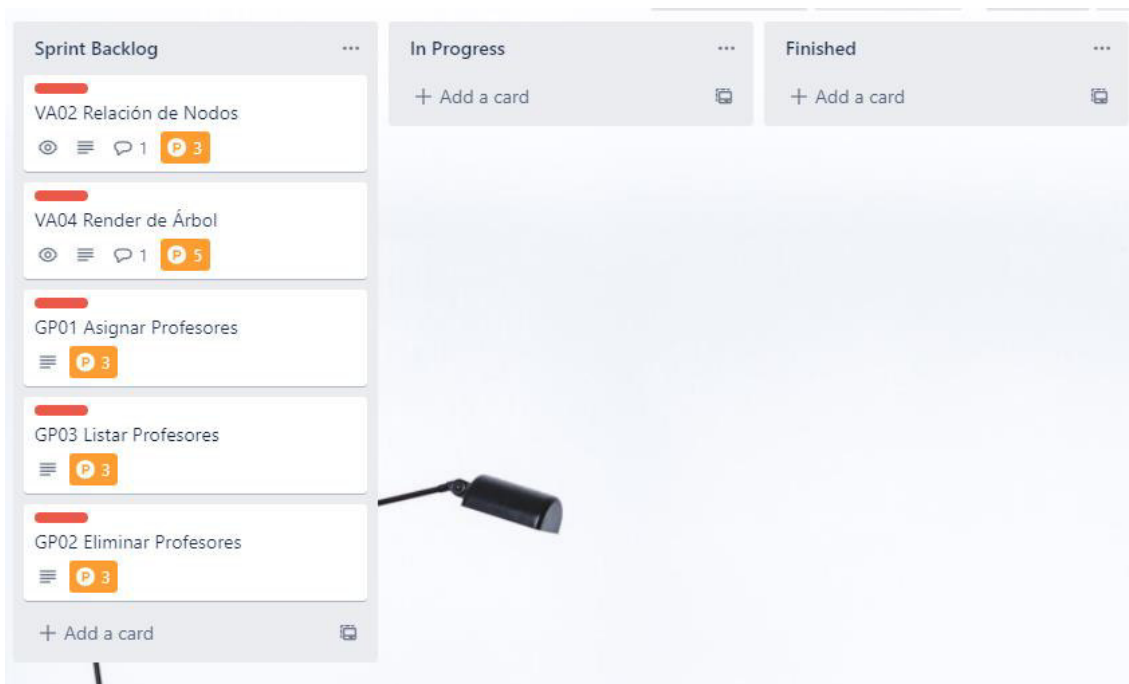 Sprint Backlog
VA02 Relación de Nodos
1 P 3
VA04 Render de Árbol
1 P 5
GP01 Asignar Profesores
P 3
GP03 Listar Profesores
P 3
GP02 Eliminar Profesores
P 3
+ Add a card
In Progress
+ Add a card
Finished
+ Add a card